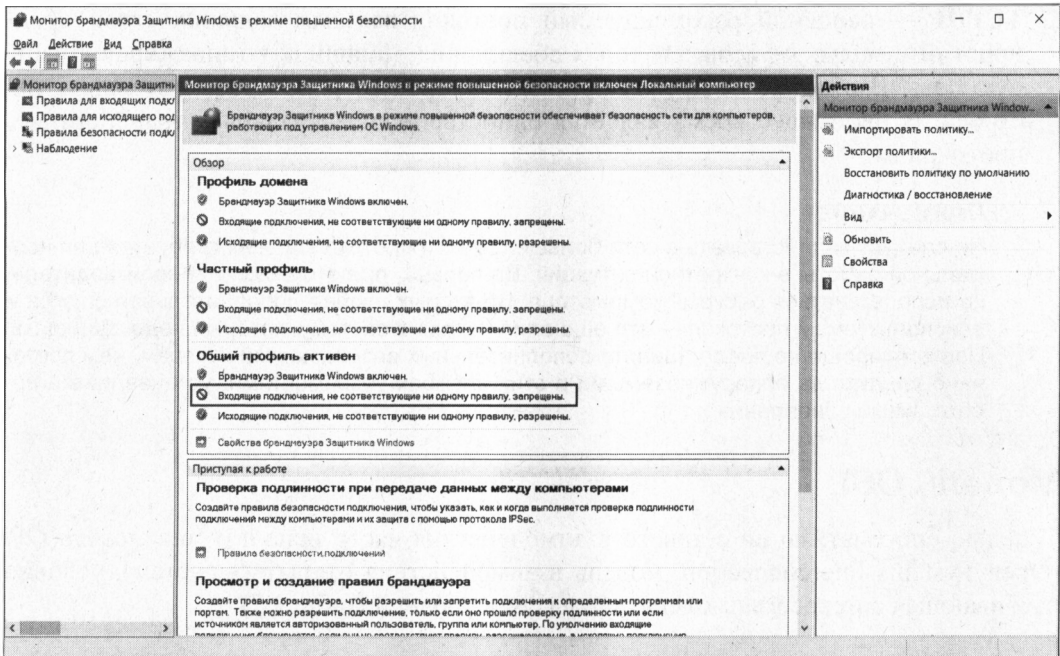 Монитор брандмауэра Защитника Windows в режиме повышенной безопасности
Файл Действие Вид Справка
Монитор брандмауэра Защитни
Правила для входящих подкл
Правила для исходящего под
Правила безопасности подкл
Наблюдение
Монитор брандмауэра Защитника Windows в режиме повышенной безопасности включен Локальный компьютер
Брандмауэр Защитника Windows в режиме повышенной безопасности обеспечивает безопасность сети для компьютеров,
работающих под управлением ОС Windows.
Обзор
Профиль домена
Брандмауэр Защитника Windows включен.
Входящие подключения, не соответствующие ни одному правилу, запрещены.
Исходящие подключения, не соответствующие ни одному правилу, разрешены.
Частный профиль
Брандмауэр Защитника Windows включен.
Входящие подключения, не соответствующие ни одному правилу, запрещены.
Исходящие подключения, не соответствующие ни одному правилу, разрешены.
Общий профиль активен
Брандмауэр Защитника Windows включен.
Входящие подключения, не соответствующие ни одному правилу, запрещены.
Исходящие подключения, не соответствующие ни одному правилу, разрешены.
Свойства брандмауэра Защитника Windows
Приступая к работе
Проверка подлинности при передаче данных между компьютерами
Создайте правила безопасности подключения, чтобы указать, как и когда выполняется проверка подлинности
подключений между компьютерами и их защита с помощью протокола IPSec.
Правила безопасности подключений
Просмотр и создание правил брандмауэра
Создайте правила брандмауэра, чтобы разрешить или запретить подключения к определенным программам или
портам. Также можно разрешить подключение, только если оно прошло проверку подлинности или если
источником является авторизованный пользователь, группа или компьютер. По умолчанию входящие
Действия
Монитор брандмауэра Защитника Window...
Импортировать политику...
Экспорт политики...
Восстановить политику по умолчанию
Диагностика / восстановление
Вид
Обновить
Свойства
Справка